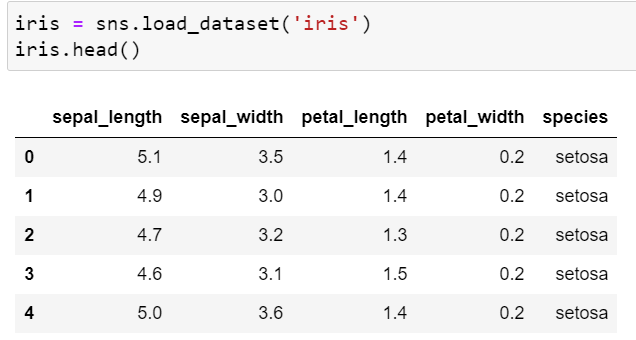 iris = sns.load_dataset('iris')
iris.head()
sepal_length sepal_width petal_length petal_width species
0 5.1 3.5 1.4 0.2 setosa
1 4.9 3.0 1.4 0.2 setosa
2 4.7 3.2 1.3 0.2 setosa
3 4.6 3.1 1.5 0.2 setosa
4 5.0 3.6 1.4 0.2 setosa